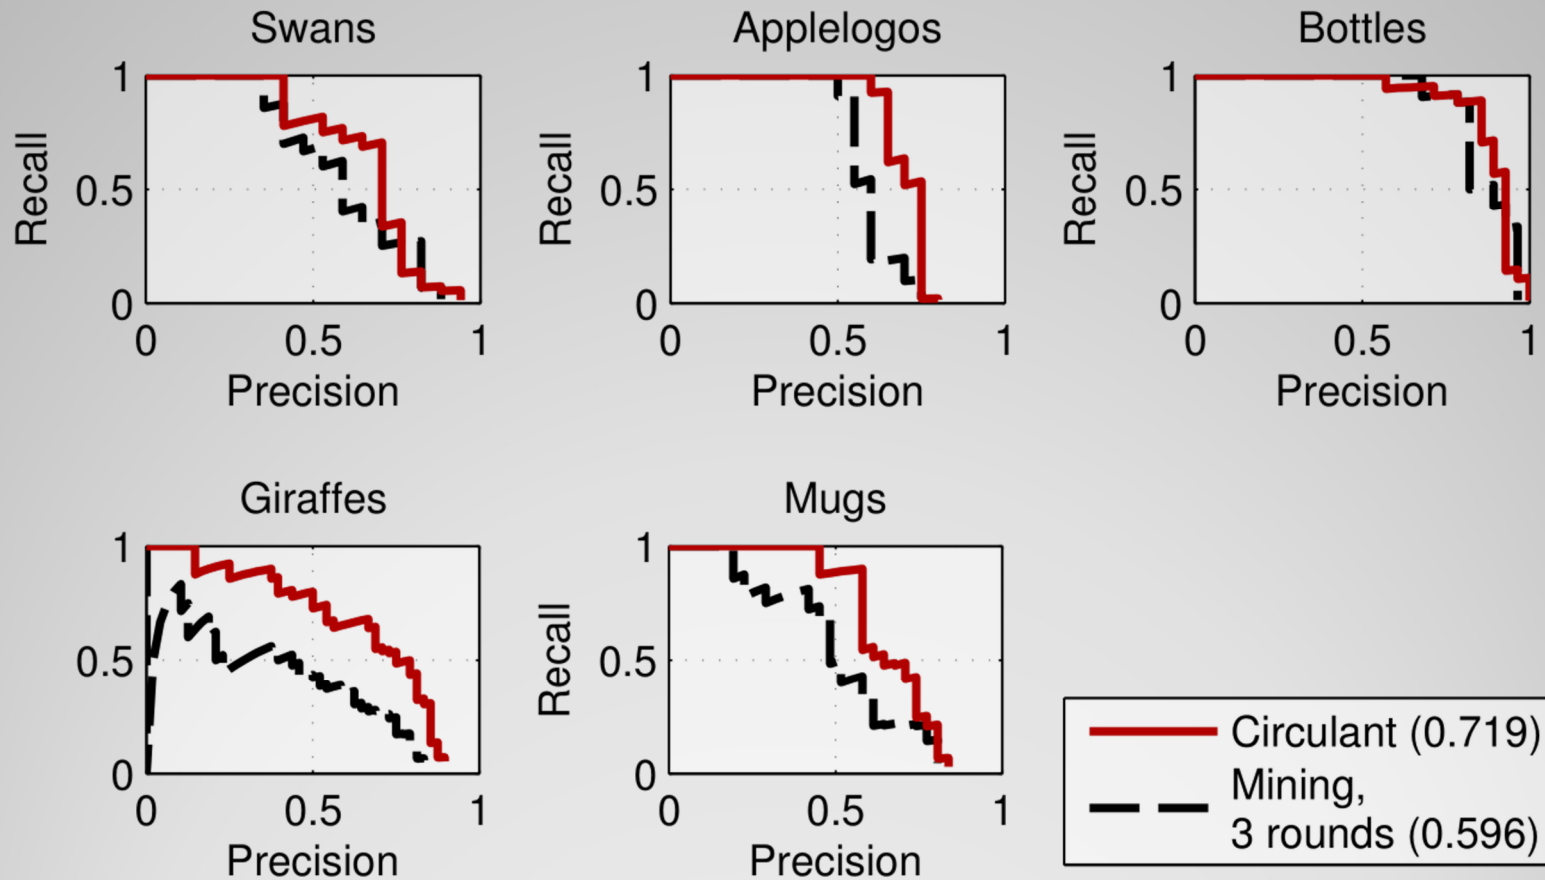 Swans
Applelogos
Bottles
1
0.5
0
Recall
0
0.5
1
Precision
1
0.5
0
Recall
0
0.5
1
Precision
1
0.5
0
Recall
0
0.5
1
Precision
Giraffes
Mugs
1
0.5
0
0
0.5
1
Precision
1
0.5
0
Recall
0
0.5
1
Precision
Circulant (0.719)
Mining,
3 rounds (0.596)